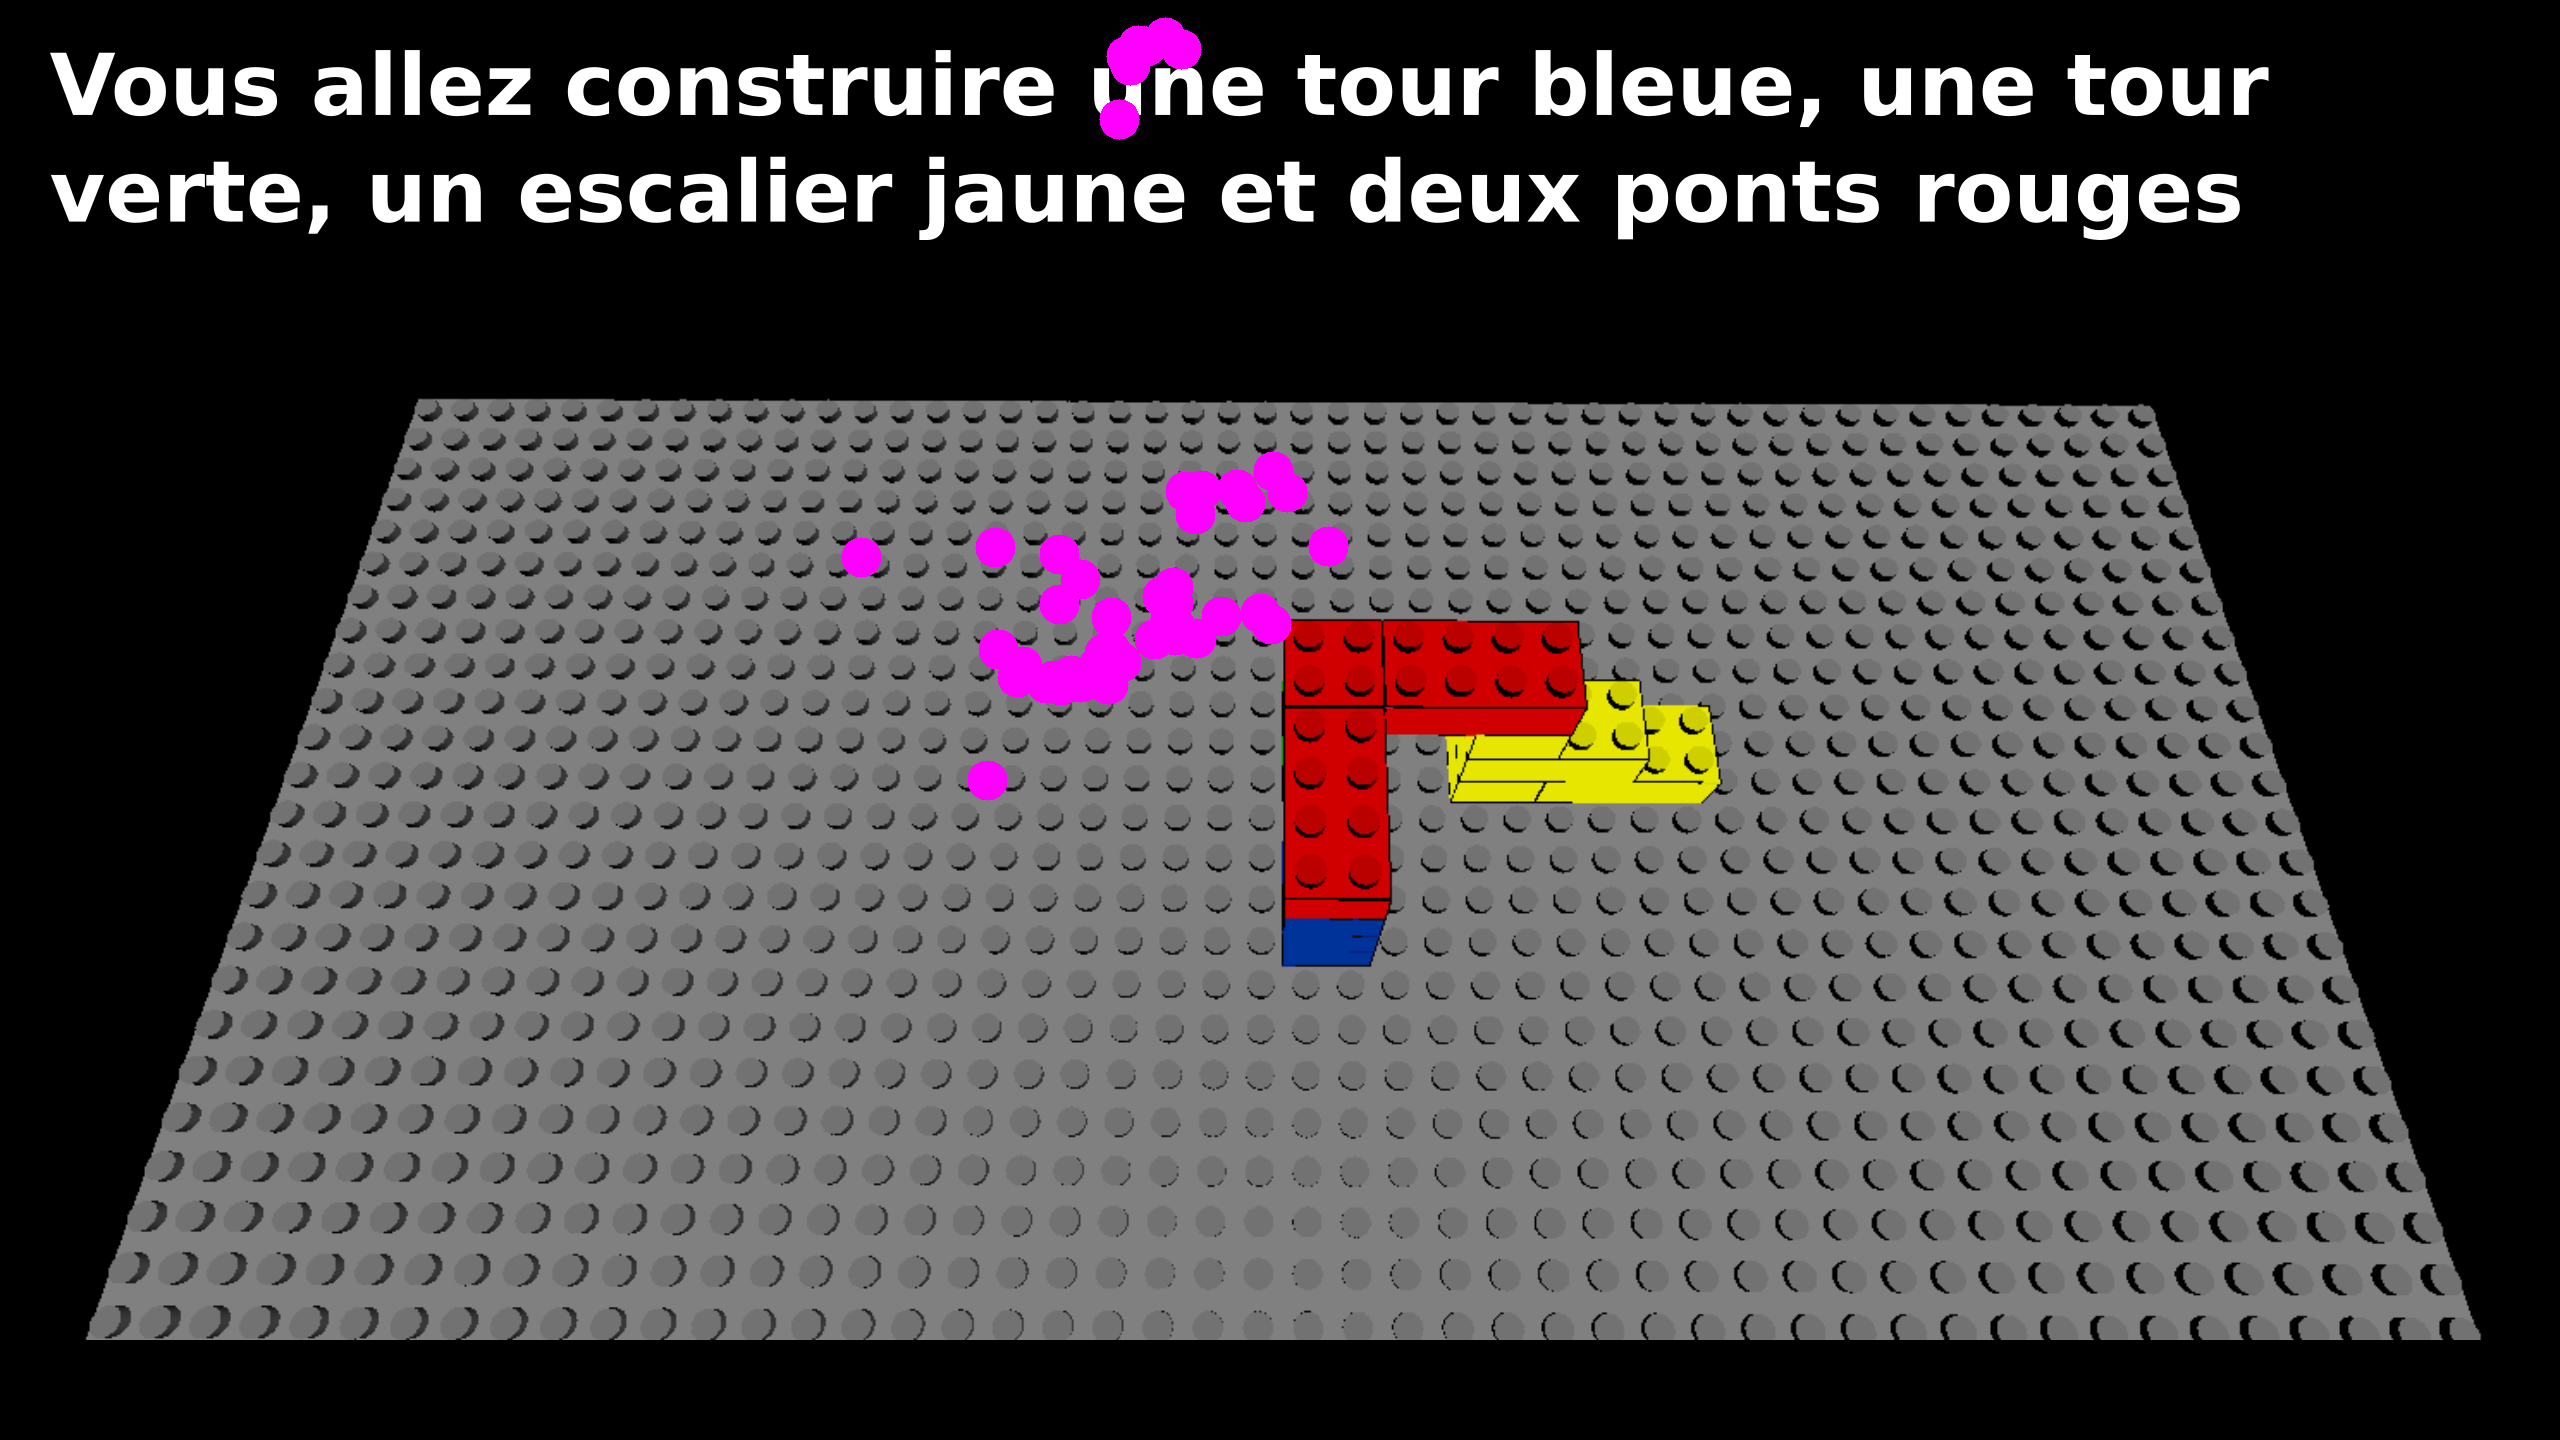 Vous allez construire une tour bleue, une tour
verte, un escalier jaune et deux ponts rouges